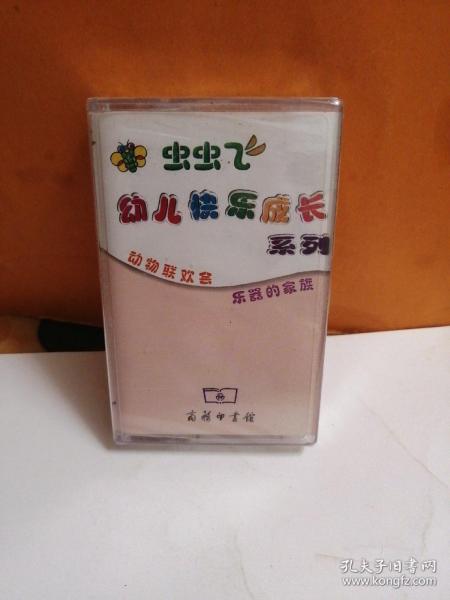 虫虫飞
幼儿快乐成长
系列
动物联欢会
乐器的家族
商务印书馆
孔夫子旧书网
www.kongfz.com